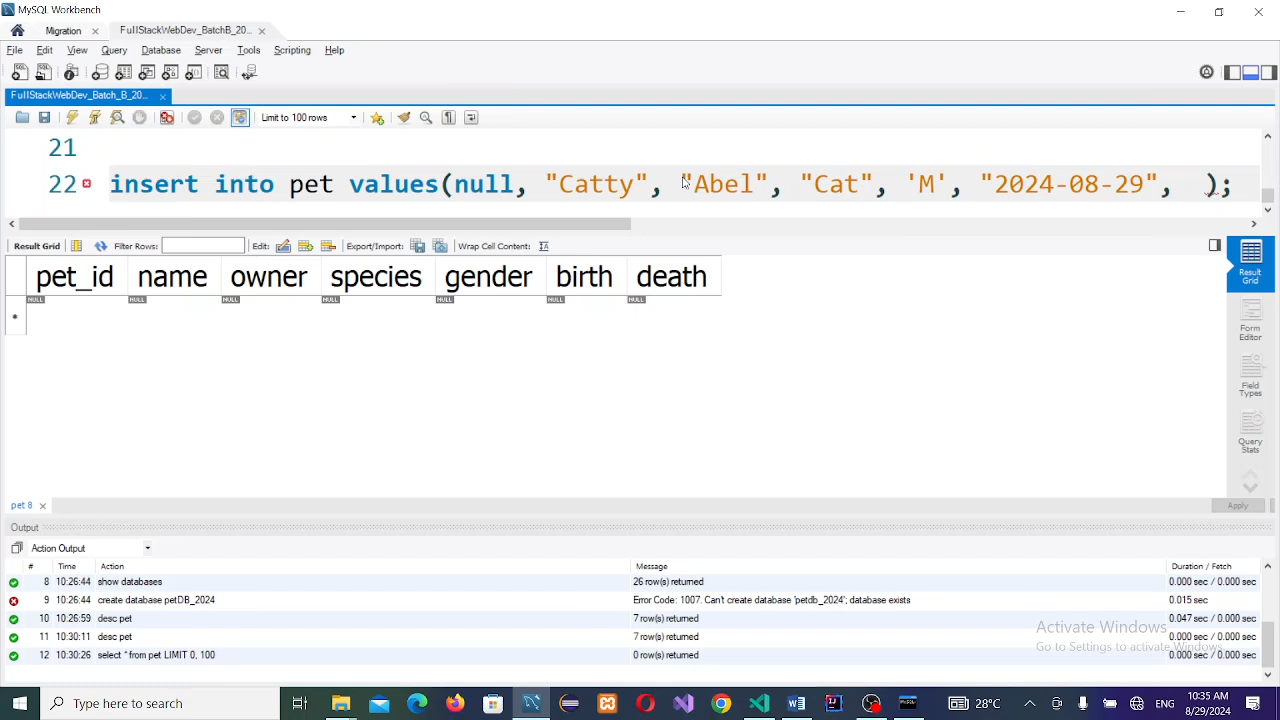 MySQL Workbench
Migration FullStackWebDev_BatchB_20...
File Edit View Query Database Server Tools Scripting Help
FullStackWebDev_Batch_B_20...
Limit to 100 rows
21
22 insert into pet values(null, "Catty", "Abel", "Cat", 'M', "2024-08-29", );
Result Grid Filter Rows: Edit: Export/Import: Wrap Cell Content:
pet_id name owner species gender birth death
NULL NULL NULL NULL NULL NULL NULL
Result Grid
Form Editor
Field Types
Query Stats
pet 8 Apply
Output
Action Output
# Time Action Message Duration / Fetch
8 10:26:44 show databases 26 row(s) returned 0.000 sec / 0.000 sec
9 10:26:44 create database petDB_2024 Error Code: 1007. Can't create database 'petdb_2024'; database exists 0.015 sec
10 10:26:59 desc pet 7 row(s) returned 0.047 sec / 0.000 sec
11 10:30:11 desc pet 7 row(s) returned 0.000 sec / 0.000 sec
12 10:30:26 select * from pet LIMIT 0, 100 0 row(s) returned 0.000 sec / 0.000 sec
Activate Windows
Go to Settings to activate Windows.
Type here to search 28°C ENG 10:35 AM
8/29/2024